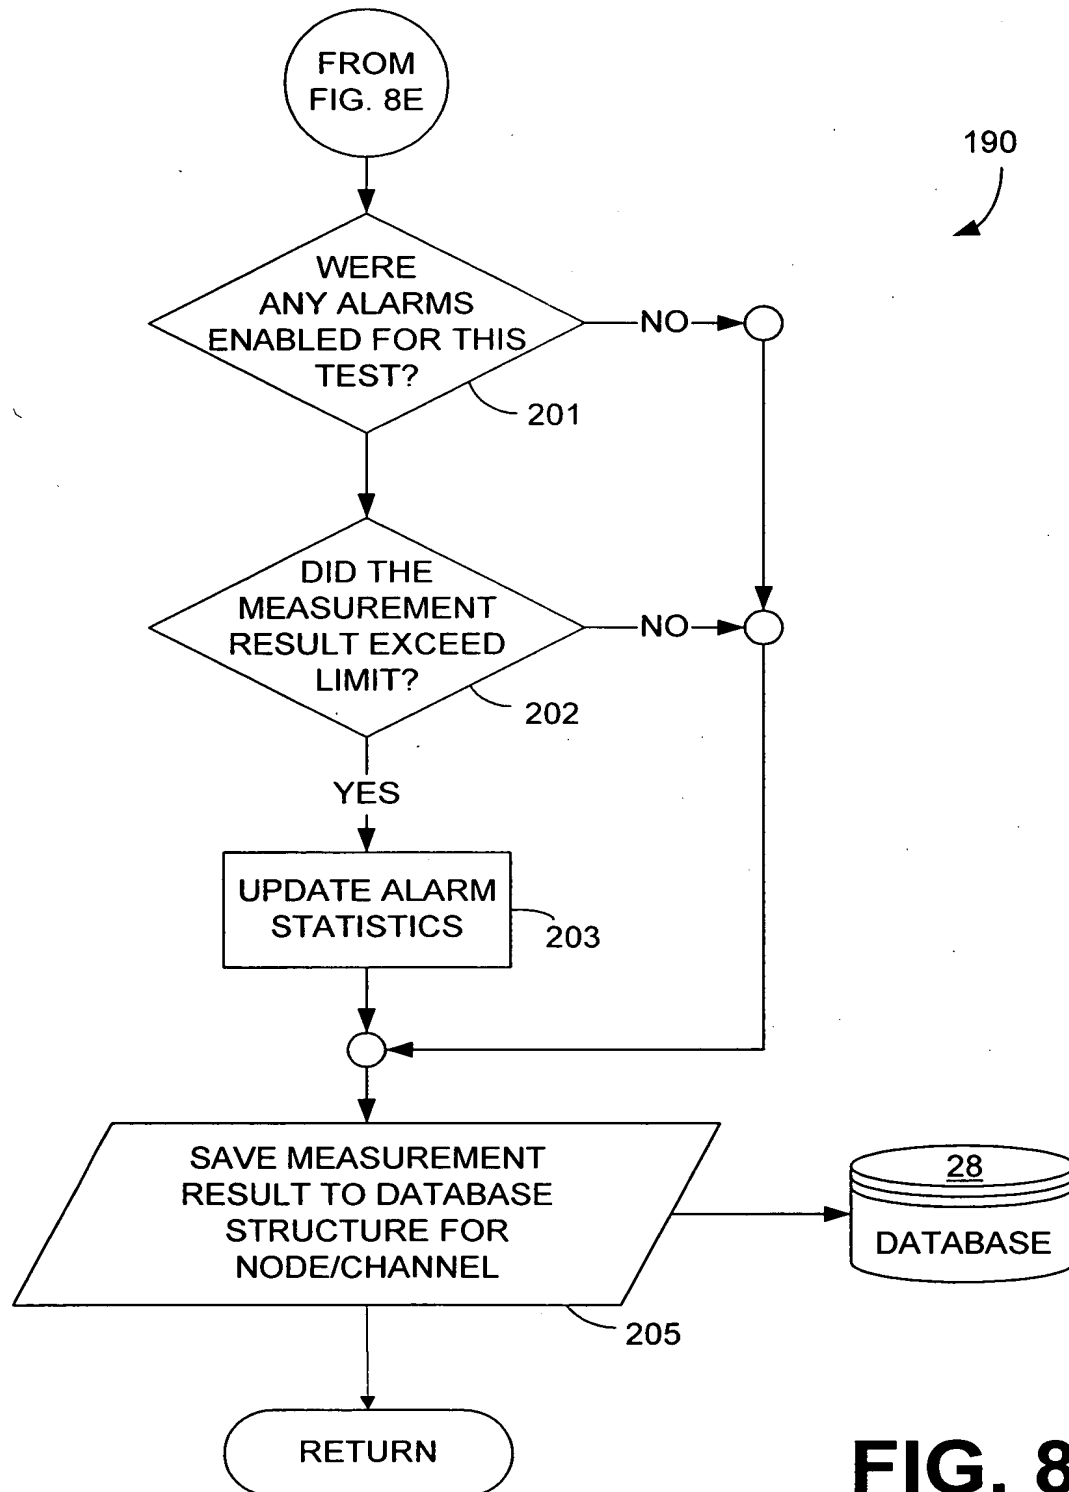 FROM
FIG. 8E
190
WERE
ANY ALARMS
ENABLED FOR THIS
TEST?
NO
201
DID THE
MEASUREMENT
RESULT EXCEED
LIMIT?
NO
202
YES
UPDATE ALARM
STATISTICS
203
SAVE MEASUREMENT
RESULT TO DATABASE
STRUCTURE FOR
NODE/CHANNEL
28
DATABASE
205
RETURN
FIG. 8